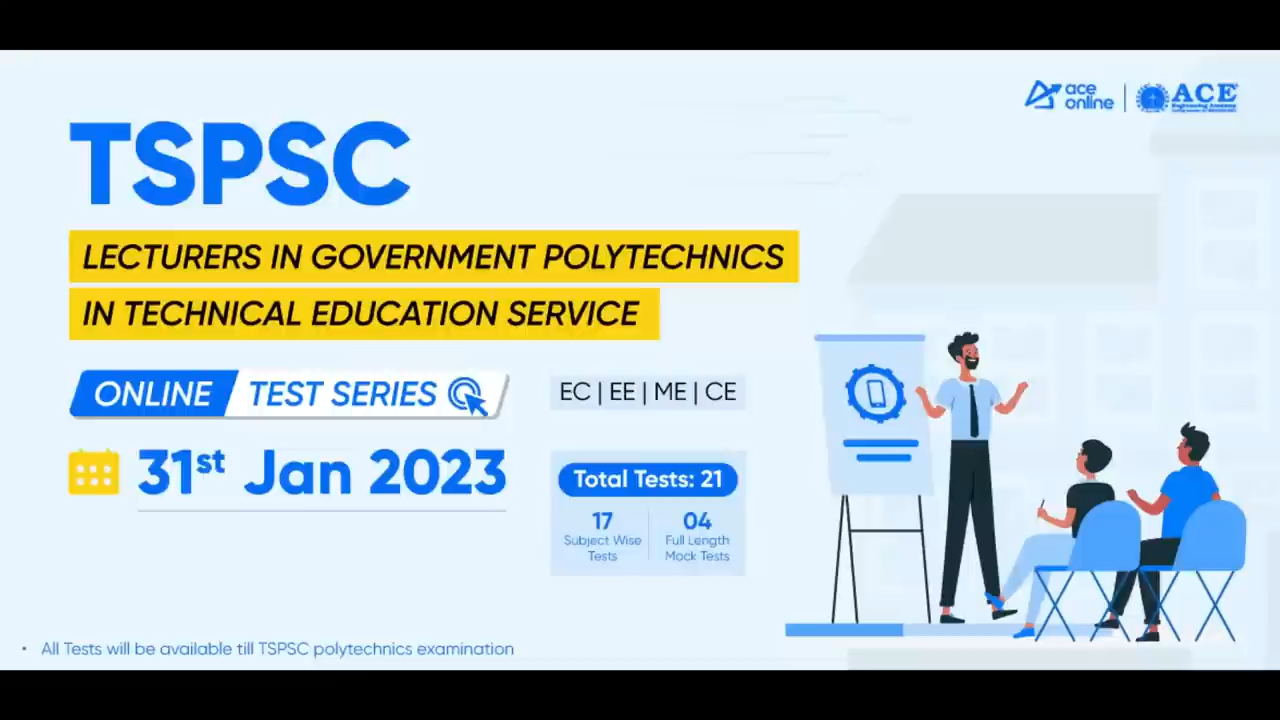 ace online
ACE
Engineering Academy
TSPSC
LECTURERS IN GOVERNMENT POLYTECHNICS
IN TECHNICAL EDUCATION SERVICE
ONLINE TEST SERIES
EC | EE | ME | CE
31st Jan 2023
Total Tests: 21
17
Subject Wise
Tests
04
Full Length
Mock Tests
• All Tests will be available till TSPSC polytechnics examination